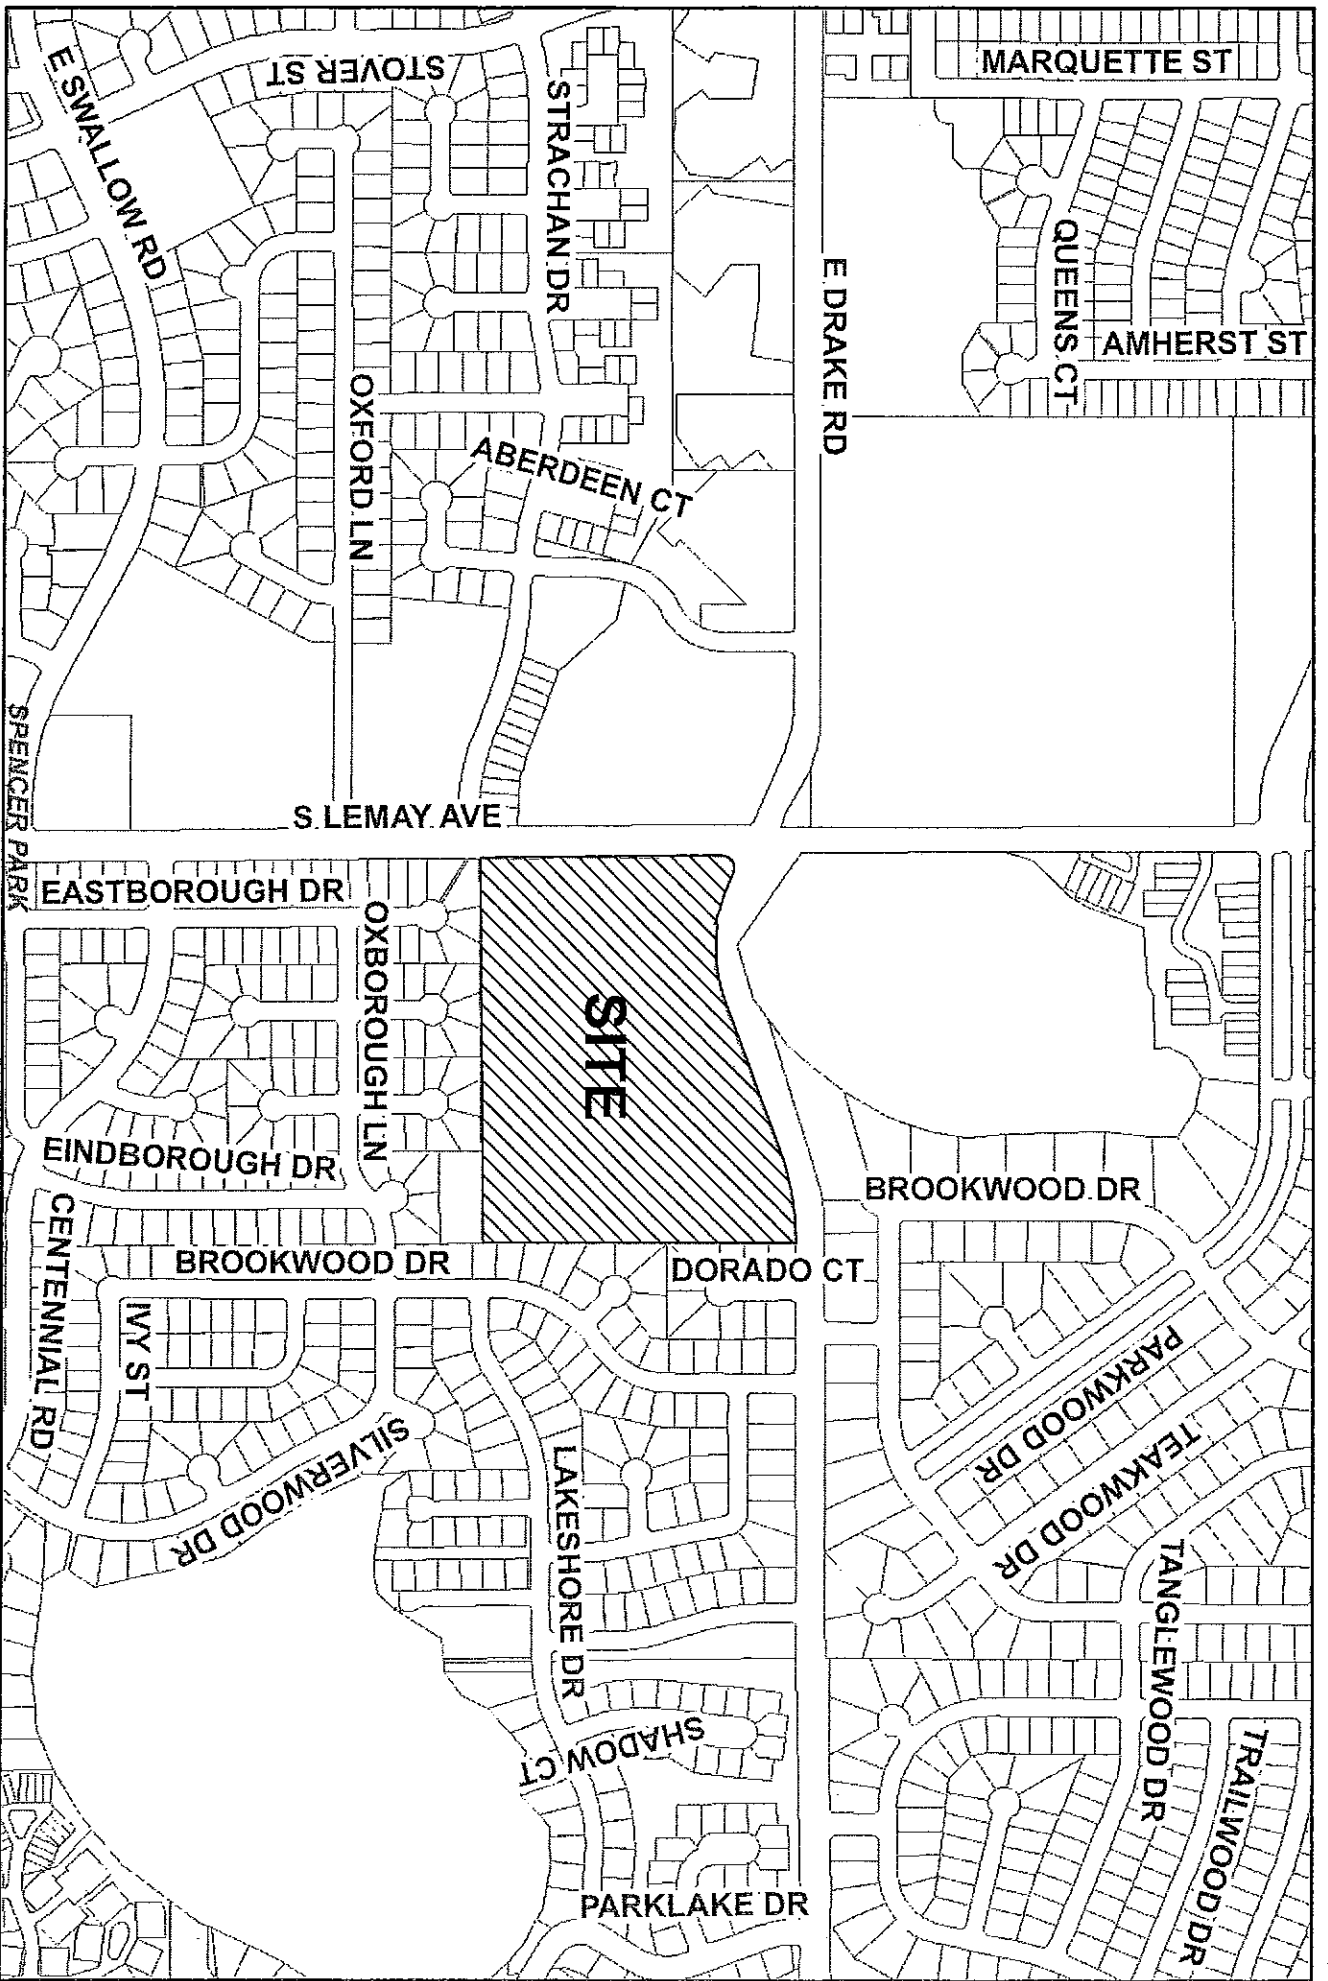 MARQUETTE ST
STOVER ST
E SWALLOW RD
STRACHAN DR
QUEENS CT
AMHERST ST
E DRAKE RD
OXFORD LN
ABERDEEN CT
SPENCER PARK
S LEMAY AVE
EASTBOROUGH DR
OXBOROUGH LN
SITE
EINDBOROUGH DR
BROOKWOOD DR
CENTENNIAL RD
BROOKWOOD DR
DORADO CT
IVY ST
PARKWOOD DR
SILVERWOOD DR
TEAKWOOD DR
LAKESHORE DR
TANGLEWOOD DR
SHADOW CT
TRAILWOOD DR
PARKLAKE DR